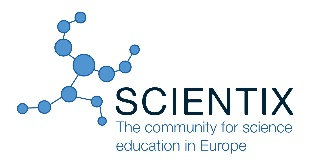 SCIENTIX
The community for science
education in Europe